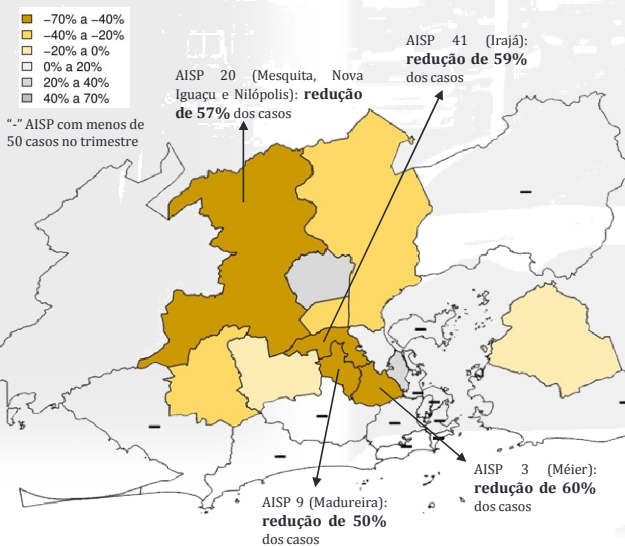 −70% a −40%
−40% a −20%
−20% a 0%
0% a 20%
20% a 40%
40% a 70%
“-” AISP com menos de
50 casos no trimestre
AISP 20 (Mesquita, Nova
Iguaçu e Nilópolis): redução
de 57% dos casos
AISP 41 (Irajá):
redução de 59%
dos casos
AISP 3 (Méier):
redução de 60%
dos casos
AISP 9 (Madureira):
redução de 50%
dos casos